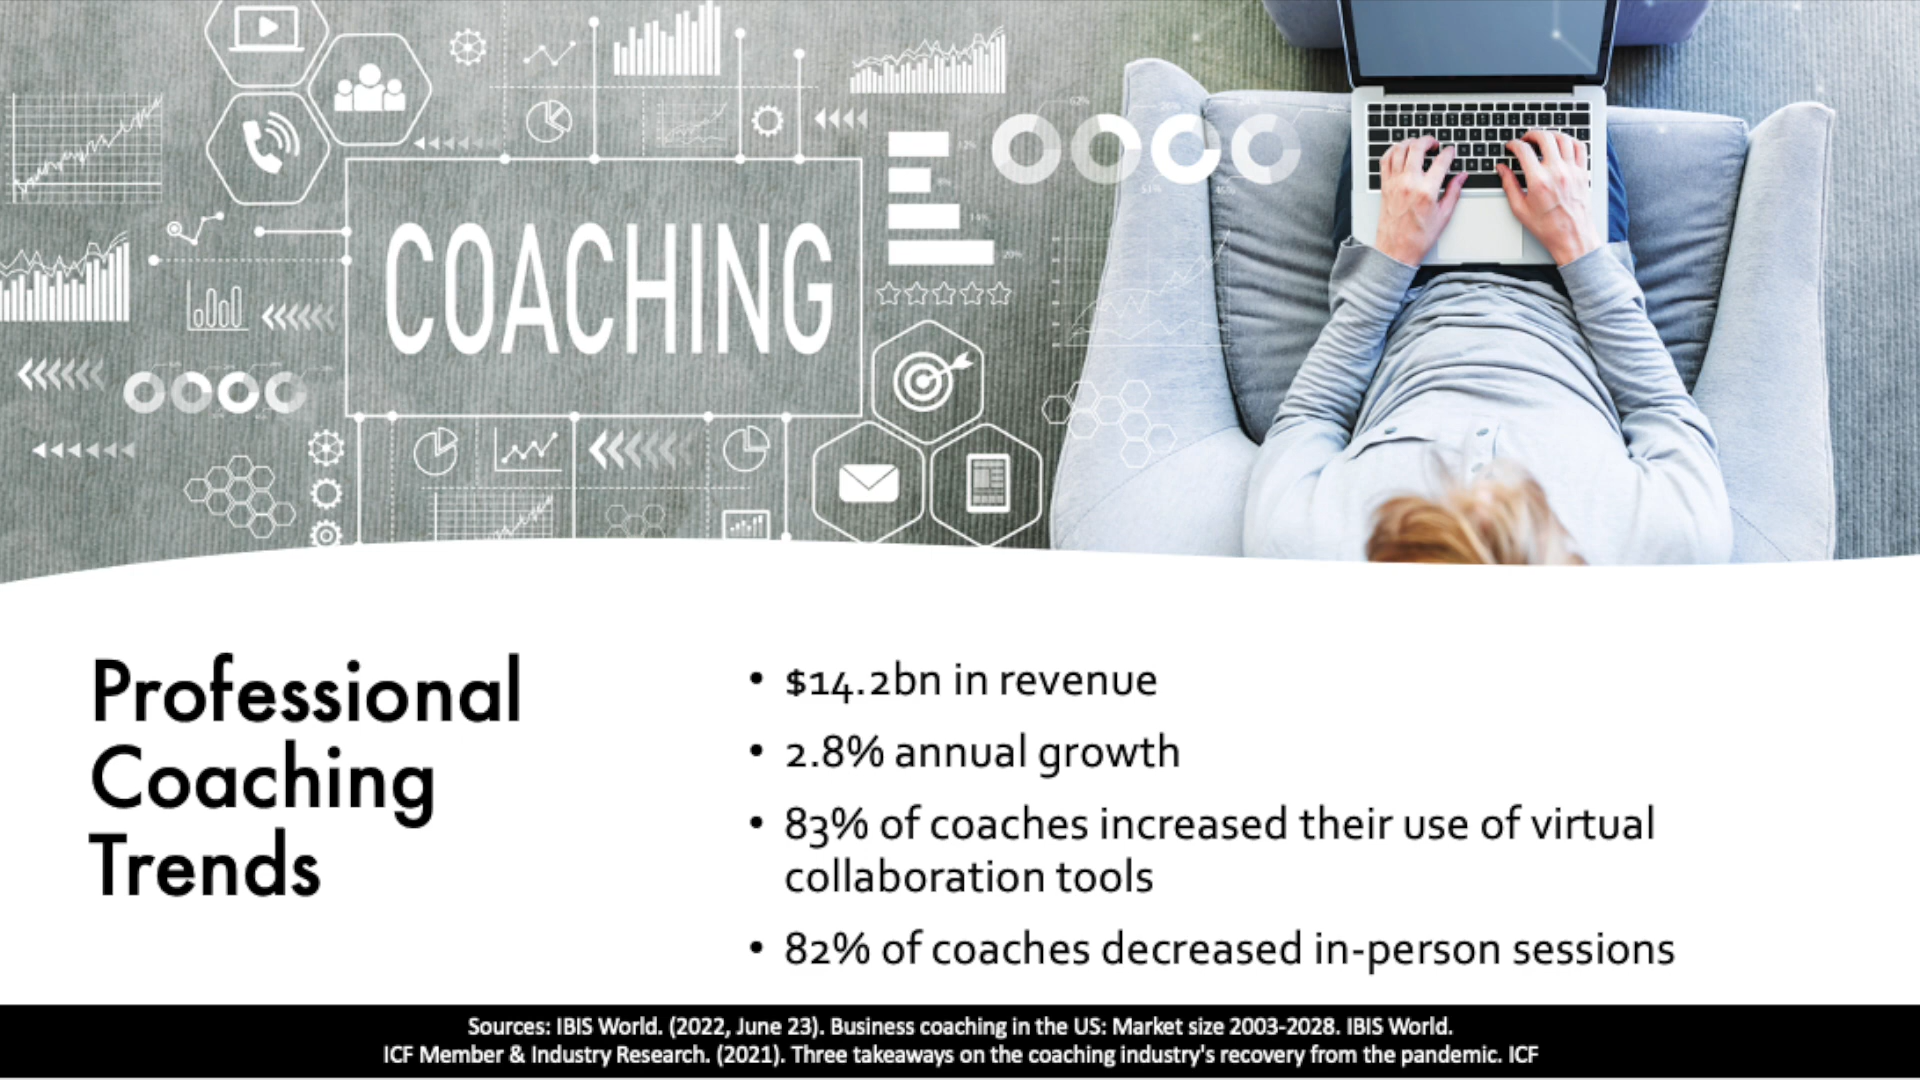 COACHING
Professional
Coaching
Trends
• $14.2bn in revenue
• 2.8% annual growth
• 83% of coaches increased their use of virtual
collaboration tools
• 82% of coaches decreased in-person sessions
Sources: IBIS World. (2022, June 23). Business coaching in the US: Market size 2003-2028. IBIS World.
ICF Member & Industry Research. (2021). Three takeaways on the coaching industry's recovery from the pandemic. ICF